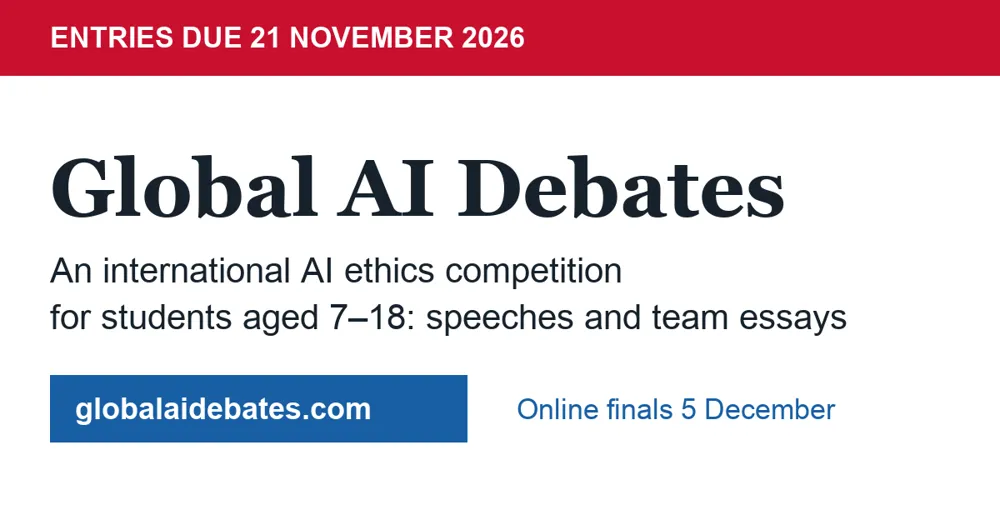 ENTRIES DUE 21 NOVEMBER 2026
Global AI Debates
An international AI ethics competition
for students aged 7–18: speeches and team essays
globalaidebates.com
Online finals 5 December